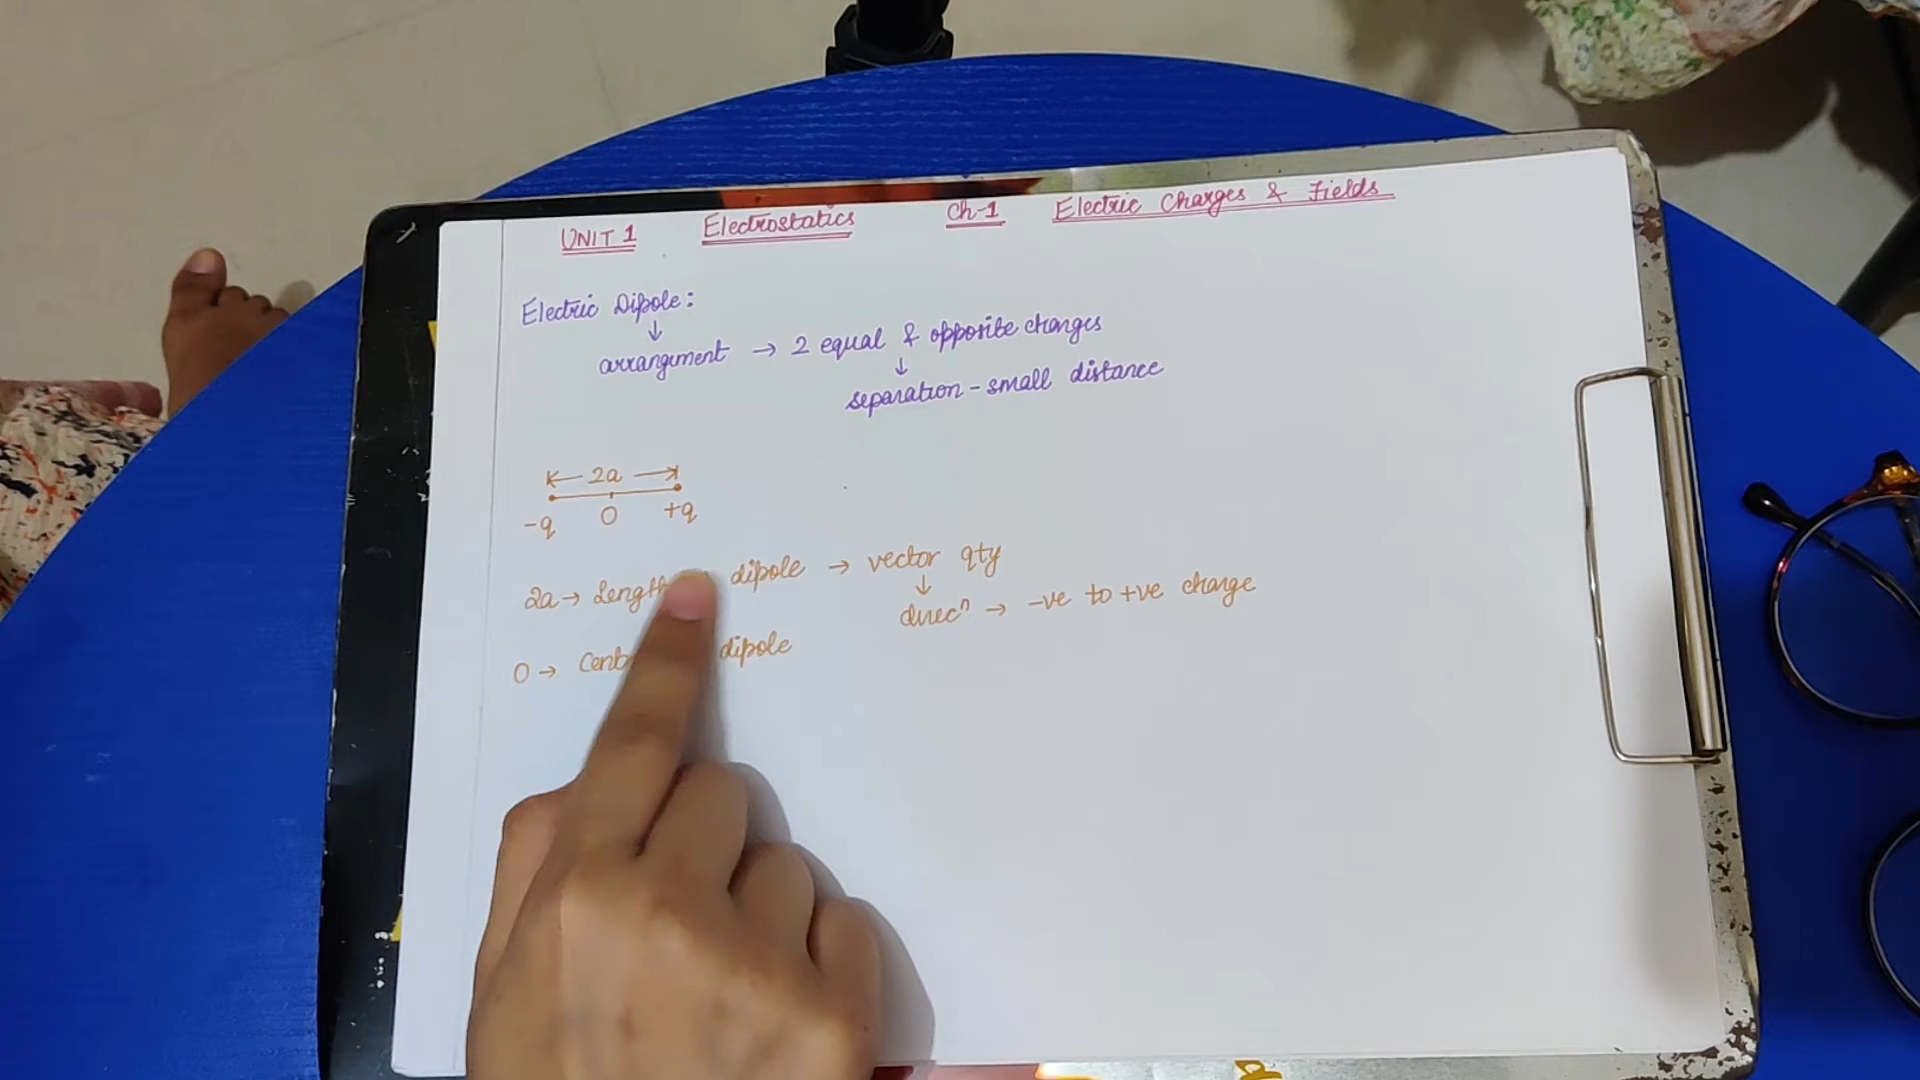 UNIT 1 Electrostatics Ch-1 Electric Charges & Fields
Electric Dipole:
↓
arrangement → 2 equal & opposite charges
↓
separation - small distance
← 2a →
-q O +q
2a → Length dipole → vector qty
↓
direcⁿ → -ve to +ve charge
O → dipole